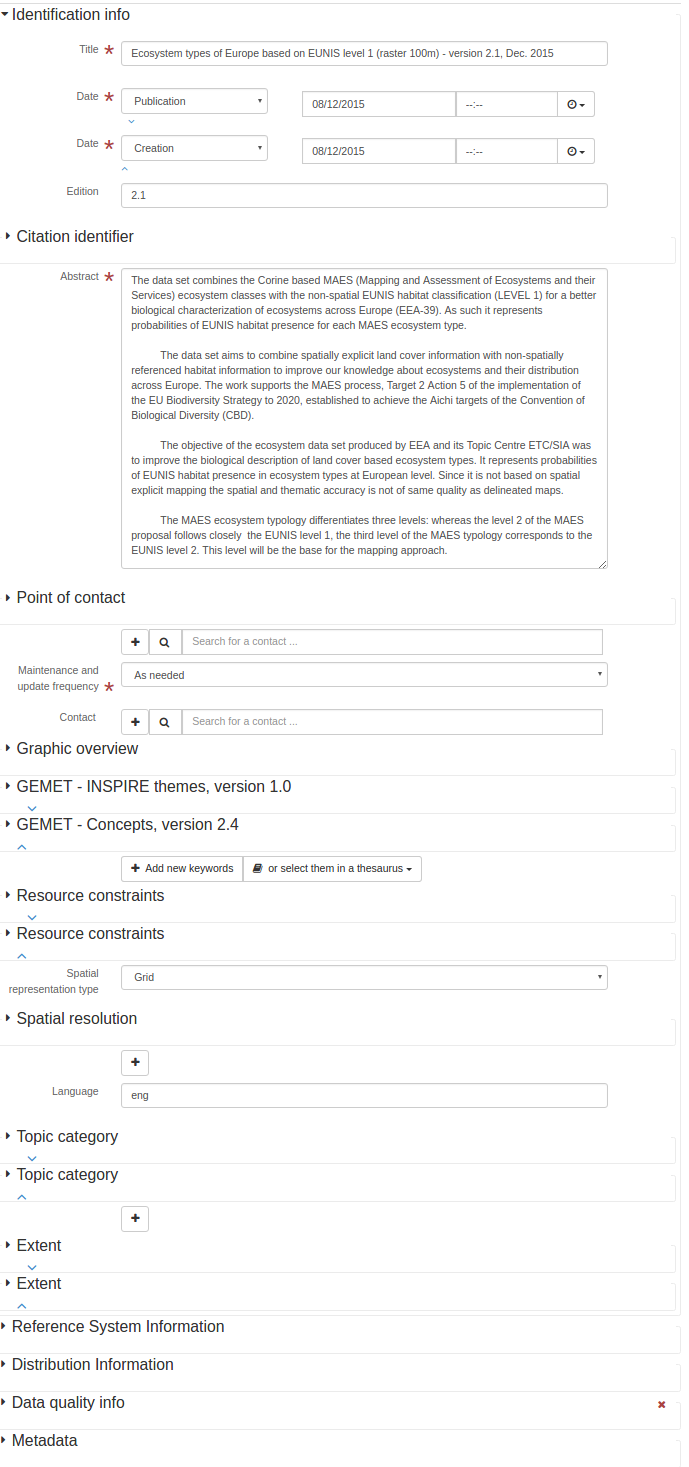 Identification info
Title *
Ecosystem types of Europe based on EUNIS level 1 (raster 100m) - version 2.1, Dec. 2015
Date * Publication 08/12/2015 --:--
Date * Creation 08/12/2015 --:--
Edition 2.1
Citation identifier
Abstract *
The data set combines the Corine based MAES (Mapping and Assessment of Ecosystems and their
Services) ecosystem classes with the non-spatial EUNIS habitat classification (LEVEL 1) for a better
biological characterization of ecosystems across Europe (EEA-39). As such it represents
probabilities of EUNIS habitat presence for each MAES ecosystem type.
The data set aims to combine spatially explicit land cover information with non-spatially
referenced habitat information to improve our knowledge about ecosystems and their distribution
across Europe. The work supports the MAES process, Target 2 Action 5 of the implementation of
the EU Biodiversity Strategy to 2020, established to achieve the Aichi targets of the Convention of
Biological Diversity (CBD).
The objective of the ecosystem data set produced by EEA and its Topic Centre ETC/SIA was
to improve the biological description of land cover based ecosystem types. It represents probabilities
of EUNIS habitat presence in ecosystem types at European level. Since it is not based on spatial
explicit mapping the spatial and thematic accuracy is not of same quality as delineated maps.
The MAES ecosystem typology differentiates three levels: whereas the level 2 of the MAES
proposal follows closely  the EUNIS level 1, the third level of the MAES typology corresponds to the
EUNIS level 2. This level will be the base for the mapping approach.
Point of contact
Search for a contact ...
Maintenance and
update frequency *
As needed
Contact Search for a contact ...
Graphic overview
GEMET - INSPIRE themes, version 1.0
GEMET - Concepts, version 2.4
Add new keywords or select them in a thesaurus
Resource constraints
Resource constraints
Spatial
representation type
Grid
Spatial resolution
Language eng
Topic category
Topic category
Extent
Extent
Reference System Information
Distribution Information
Data quality info
Metadata